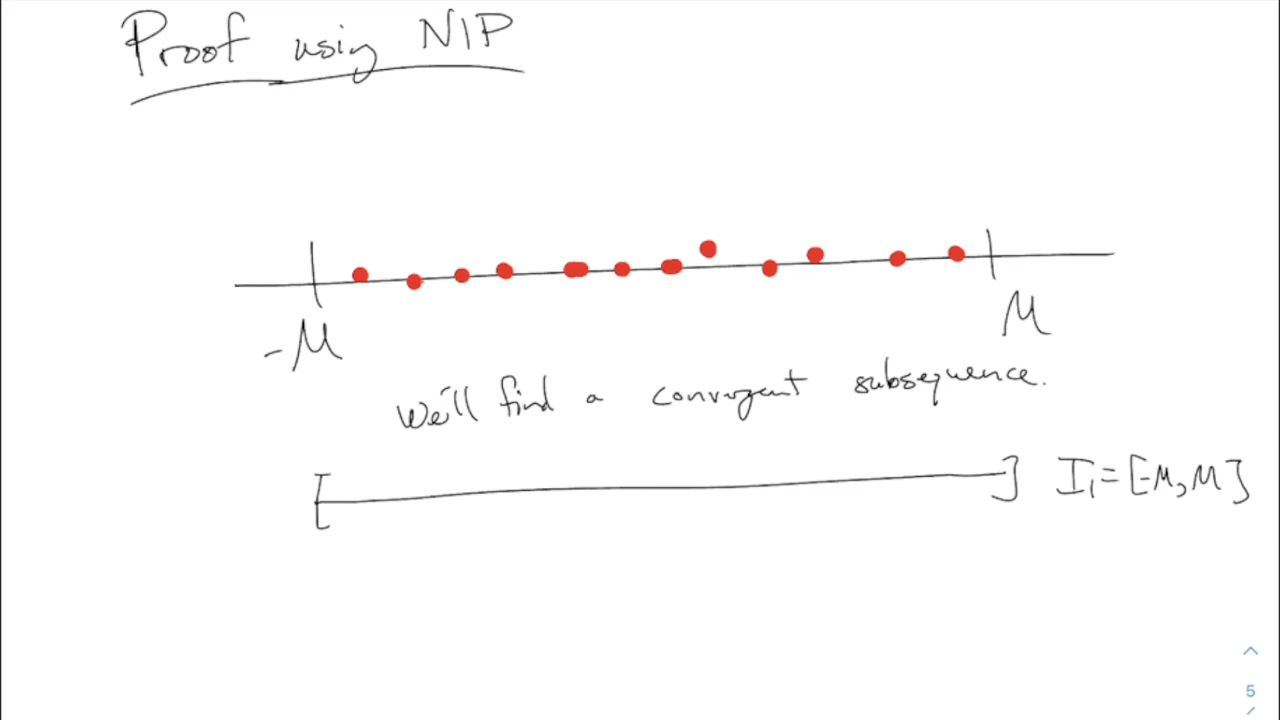 Proof using NIP
-M
M
We'll find a convergent subsequence.
I₁ = [-M, M]
5